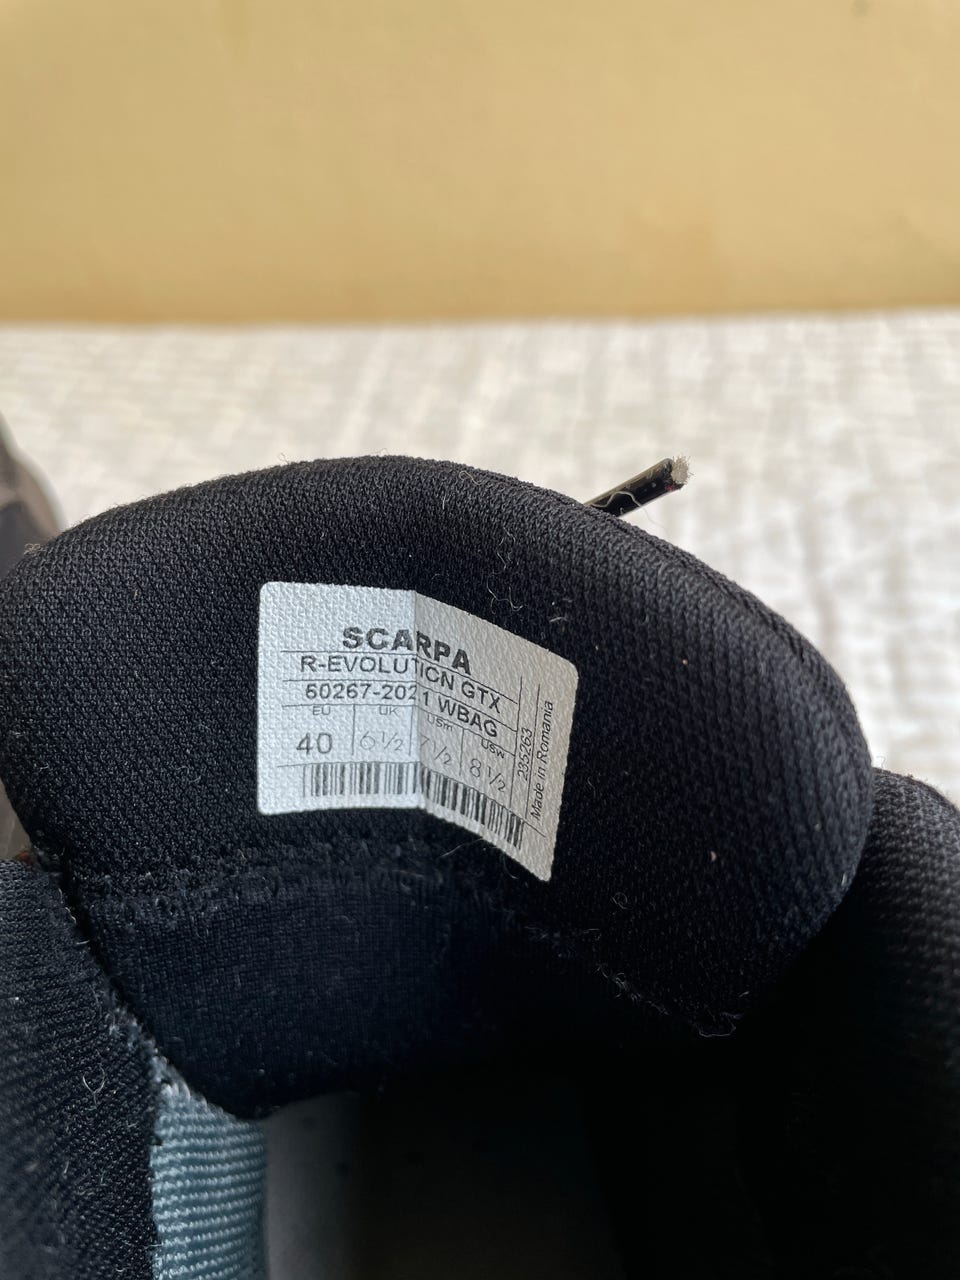 SCARPA
R-EVOLUTION GTX
60267-2021 WBAG
EU UK USm USw
40 6½ 7½ 8½
235263
Made in Romania